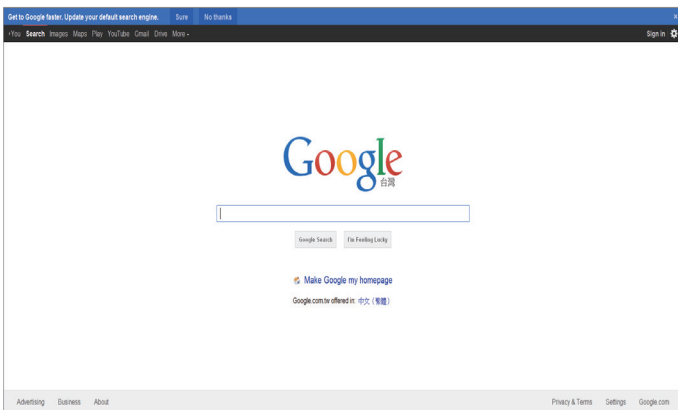 Get to Google faster. Update your default search engine. Sure No thanks x
+You Search Images Maps Play YouTube Gmail Drive More Sign in
Google
台灣
Google Search I'm Feeling Lucky
Make Google my homepage
Google.com.tw offered in: 中文（繁體）
Advertising Business About Privacy & Terms Settings Google.com